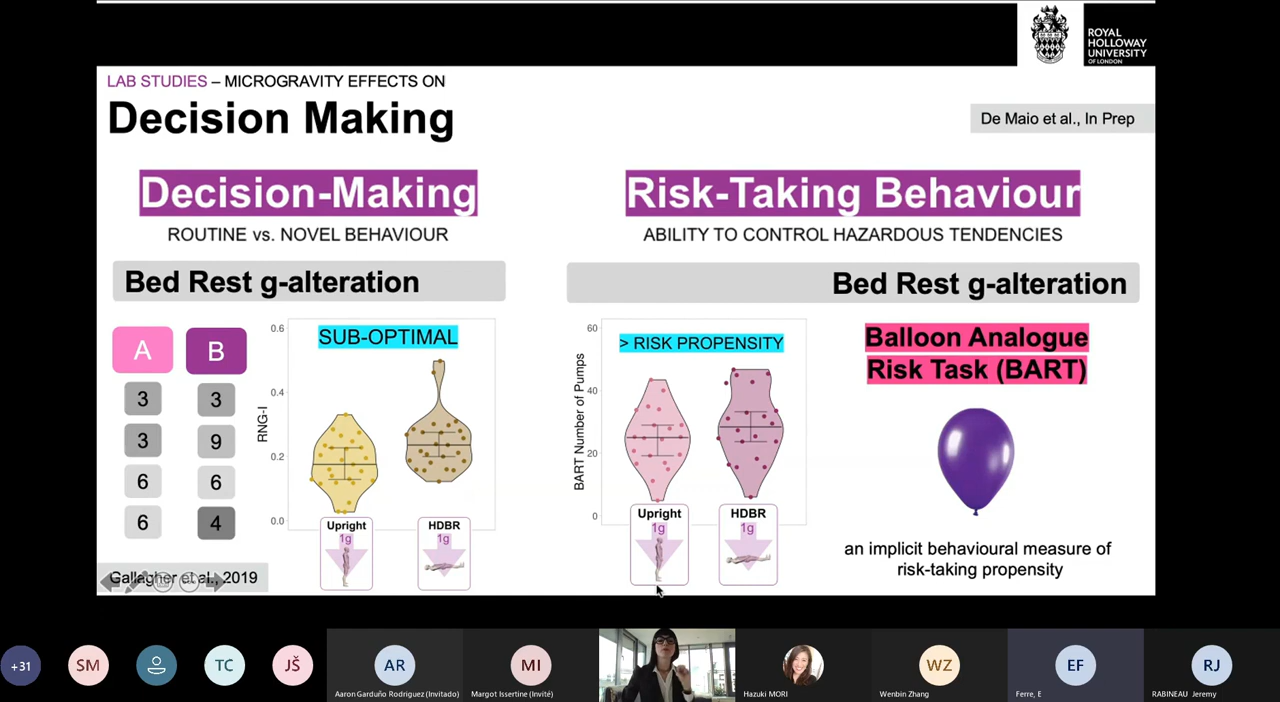 ROYAL
HOLLOWAY
UNIVERSITY
OF LONDON
LAB STUDIES – MICROGRAVITY EFFECTS ON
Decision Making
De Maio et al., In Prep
Decision-Making
ROUTINE vs. NOVEL BEHAVIOUR
Bed Rest g-alteration
A B
3 3
3 9
6 6
6 4
Gallagher et al., 2019
SUB-OPTIMAL
RNG-I
0.6
0.4
0.2
0.0
Upright
1g
HDBR
1g
Risk-Taking Behaviour
ABILITY TO CONTROL HAZARDOUS TENDENCIES
Bed Rest g-alteration
> RISK PROPENSITY
BART Number of Pumps
60
40
20
0
Upright
1g
HDBR
1g
Balloon Analogue
Risk Task (BART)
an implicit behavioural measure of
risk-taking propensity
+31
SM
TC
JŠ
AR
Aaron Garduño Rodriguez (Invitado)
MI
Margot Issertine (Invité)
Hazuki MORI
WZ
Wenbin Zhang
EF
Ferre, E
RJ
RABINEAU Jeremy